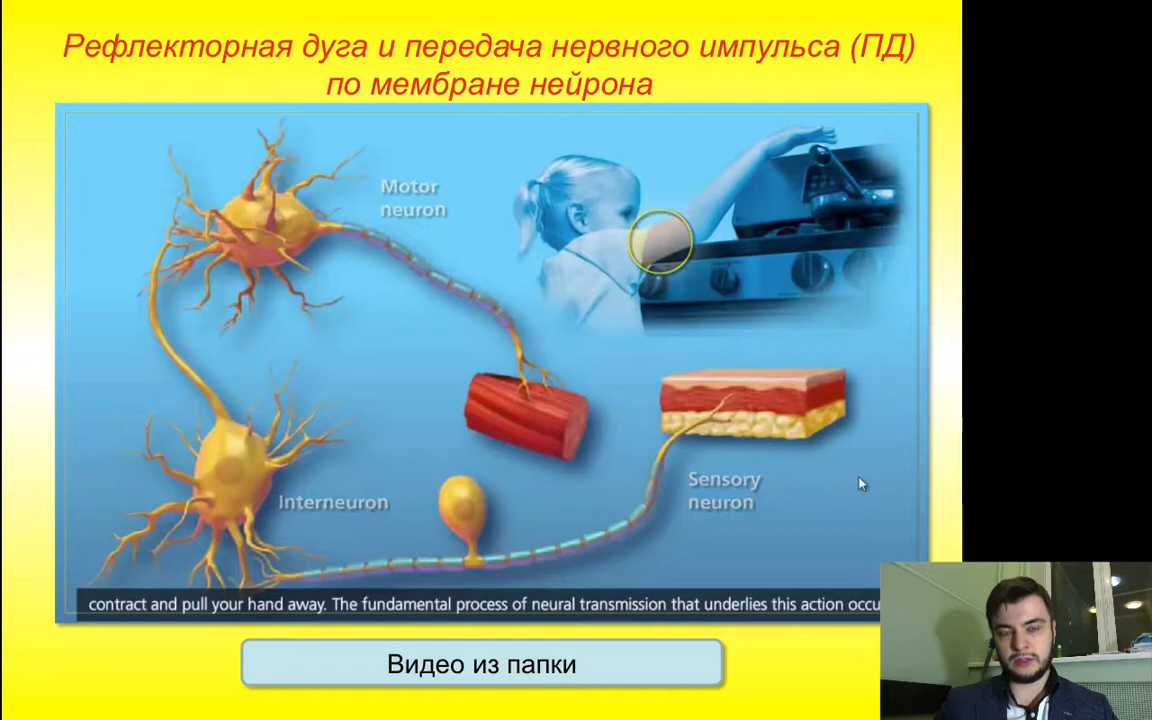 Рефлекторная дуга и передача нервного импульса (ПД)
по мембране нейрона
Motor
neuron
Interneuron
Sensory
neuron
contract and pull your hand away. The fundamental process of neural transmission that underlies this action
Видео из папки